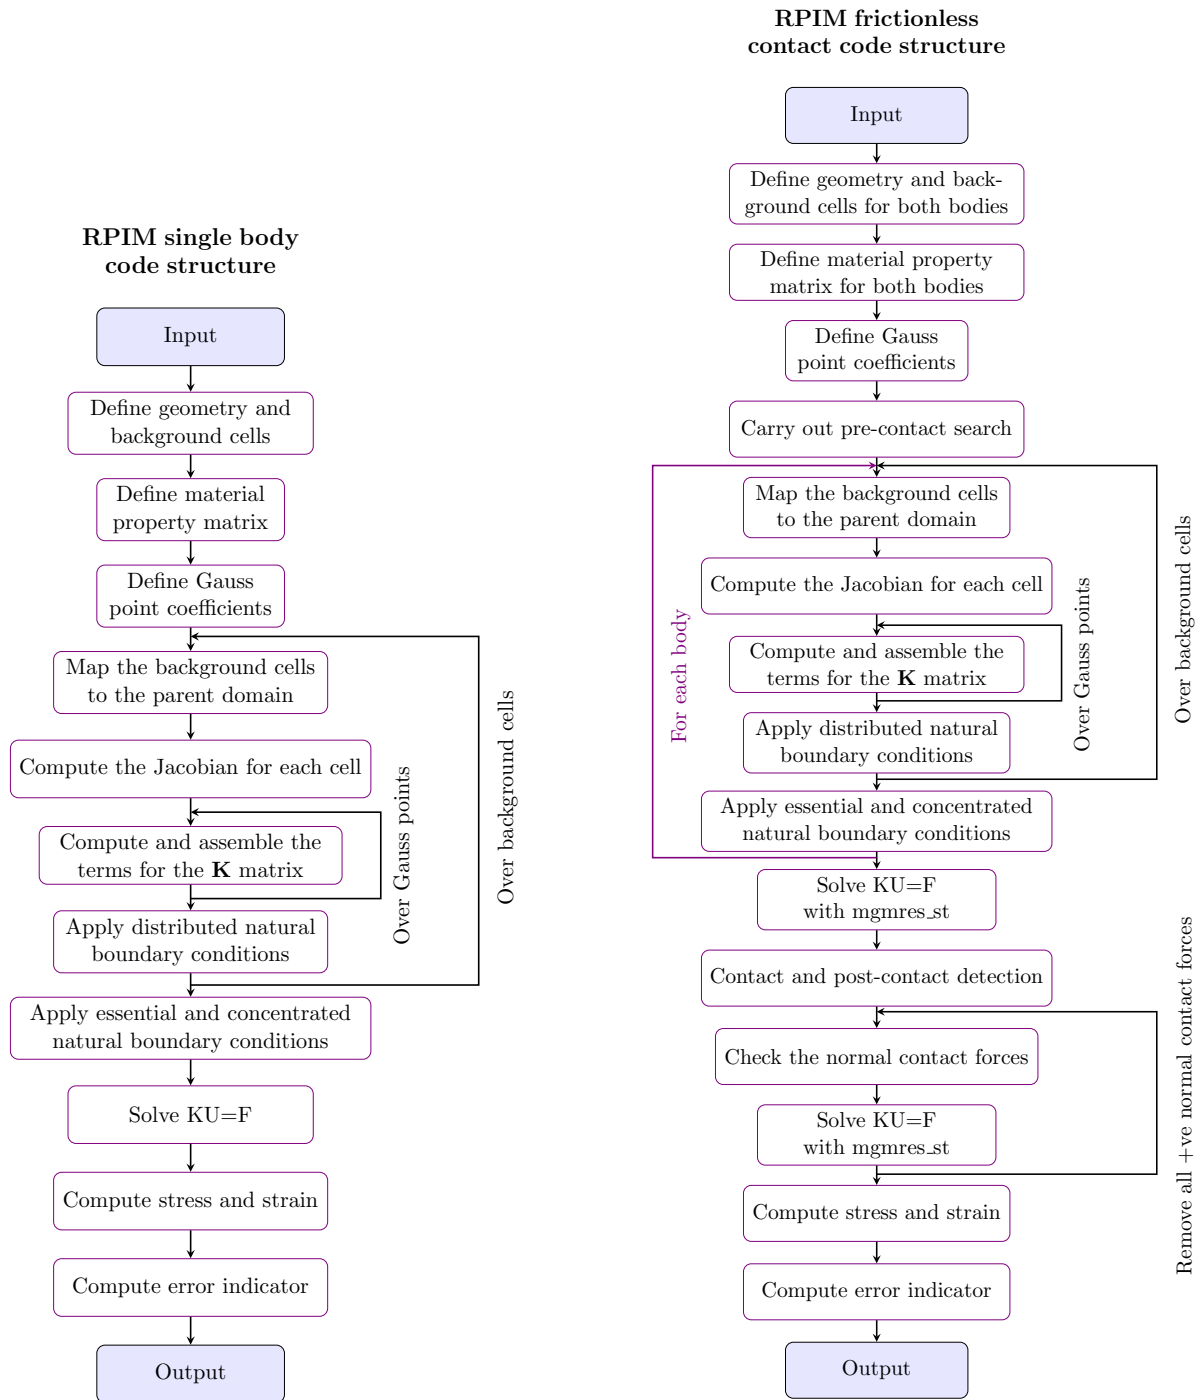 RPIM single body
code structure
Input
Define geometry and
background cells
Define material
property matrix
Define Gauss
point coefficients
Map the background cells
to the parent domain
Compute the Jacobian for each cell
Compute and assemble the
terms for the K matrix
Apply distributed natural
boundary conditions
Apply essential and concentrated
natural boundary conditions
Solve KU=F
Compute stress and strain
Compute error indicator
Output
Over Gauss points
Over background cells
RPIM frictionless
contact code structure
Input
Define geometry and back-
ground cells for both bodies
Define material property
matrix for both bodies
Define Gauss
point coefficients
Carry out pre-contact search
Map the background cells
to the parent domain
Compute the Jacobian for each cell
Compute and assemble the
terms for the K matrix
Apply distributed natural
boundary conditions
Apply essential and concentrated
natural boundary conditions
Solve KU=F
with mgmres_st
Contact and post-contact detection
Check the normal contact forces
Solve KU=F
with mgmres_st
Compute stress and strain
Compute error indicator
Output
For each body
Over Gauss points
Over background cells
Remove all +ve normal contact forces